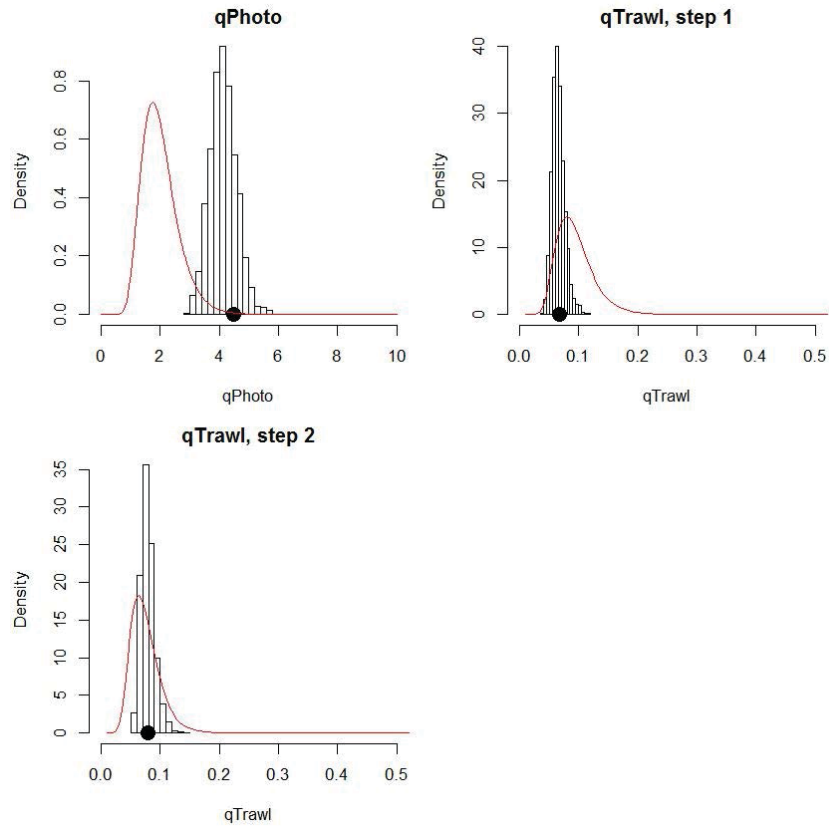 qPhoto
Density
0.0 0.2 0.4 0.6 0.8
0 2 4 6 8 10
qPhoto
qTrawl, step 1
Density
0 10 20 30 40
0.0 0.1 0.2 0.3 0.4 0.5
qTrawl
qTrawl, step 2
Density
0 5 10 15 20 25 30 35
0.0 0.1 0.2 0.3 0.4 0.5
qTrawl